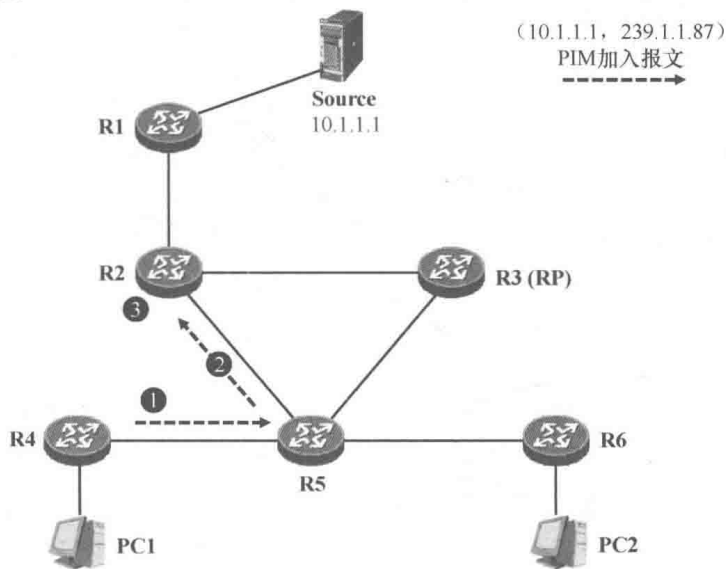 (10.1.1.1，239.1.1.87)
PIM加入报文
Source
10.1.1.1
R1
R2
R3 (RP)
3
2
1
R4
R5
R6
PC1
PC2